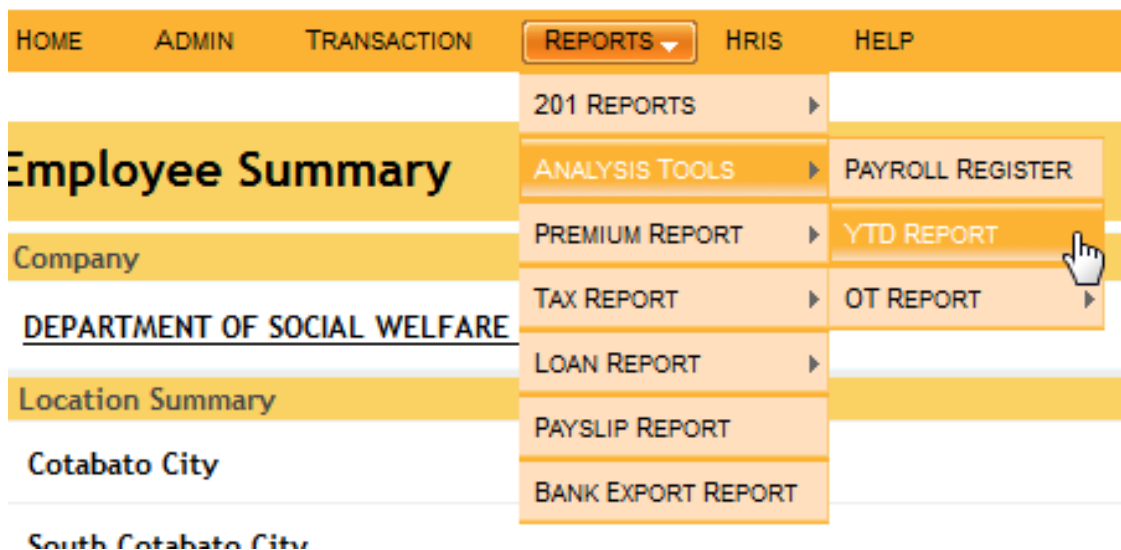 HOME ADMIN TRANSACTION REPORTS HRIS HELP
201 REPORTS
Employee Summary
ANALYSIS TOOLS
PAYROLL REGISTER
PREMIUM REPORT
YTD REPORT
Company
TAX REPORT
OT REPORT
DEPARTMENT OF SOCIAL WELFARE
LOAN REPORT
Location Summary
PAYSLIP REPORT
Cotabato City
BANK EXPORT REPORT
South Cotabato City